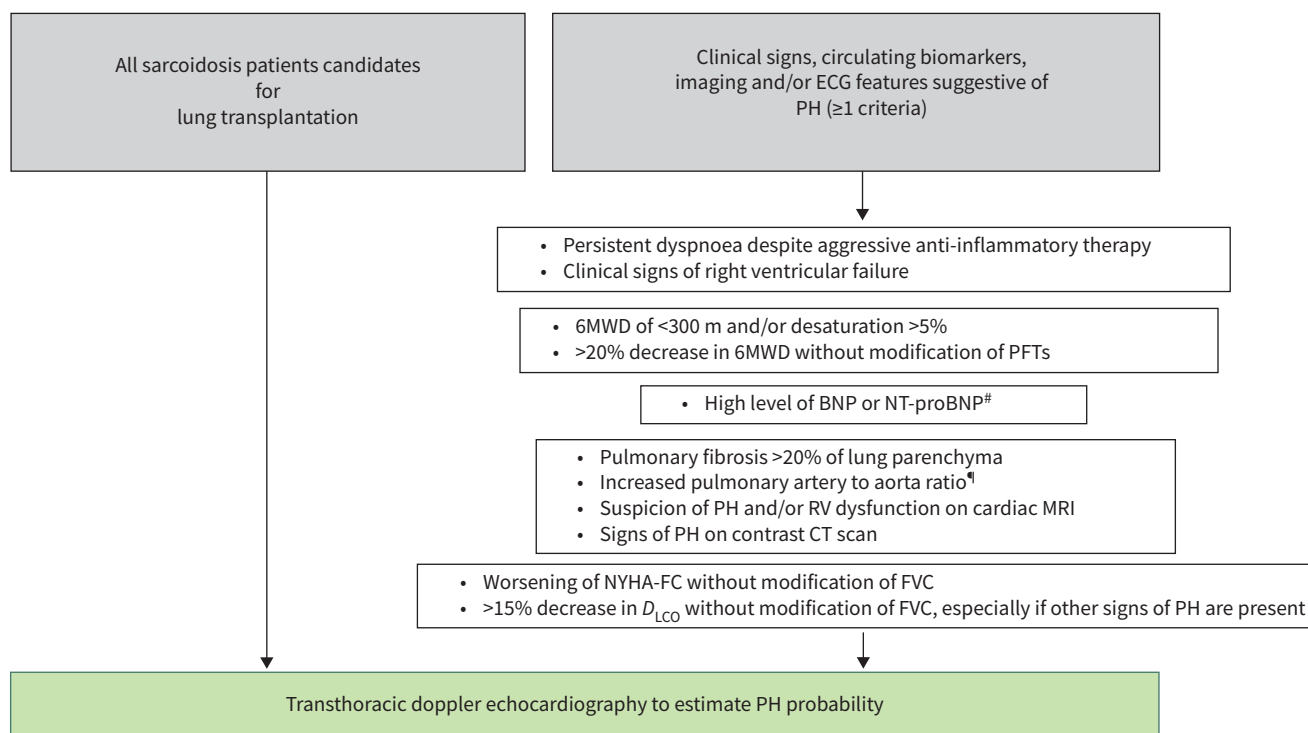 All sarcoidosis patients candidates
for
lung transplantation
Clinical signs, circulating biomarkers,
imaging and/or ECG features suggestive of
PH (≥1 criteria)
• Persistent dyspnoea despite aggressive anti-inflammatory therapy
• Clinical signs of right ventricular failure
• 6MWD of <300 m and/or desaturation >5%
• >20% decrease in 6MWD without modification of PFTs
• High level of BNP or NT-proBNP#
• Pulmonary fibrosis >20% of lung parenchyma
• Increased pulmonary artery to aorta ratio¶
• Suspicion of PH and/or RV dysfunction on cardiac MRI
• Signs of PH on contrast CT scan
• Worsening of NYHA-FC without modification of FVC
• >15% decrease in DLCO without modification of FVC, especially if other signs of PH are present
Transthoracic doppler echocardiography to estimate PH probability